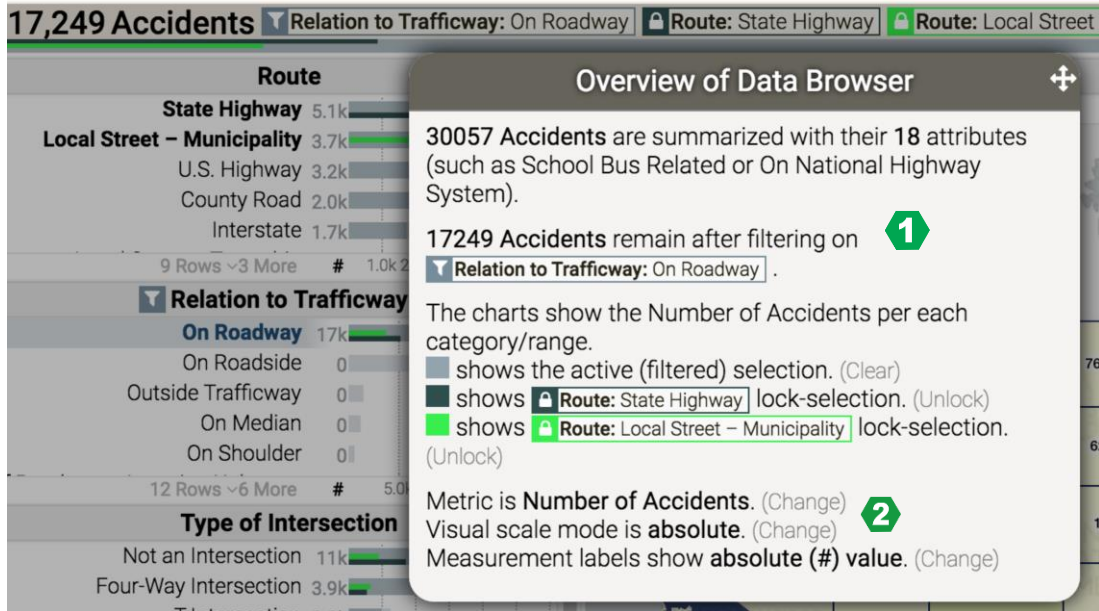 17,249 Accidents Relation to Trafficway: On Roadway Route: State Highway Route: Local Street
Route
State Highway 5.1k
Local Street – Municipality 3.7k
U.S. Highway 3.2k
County Road 2.0k
Interstate 1.7k
9 Rows 3 More # 1.0k 2
Relation to Trafficway
On Roadway 17k
On Roadside 0
Outside Trafficway 0
On Median 0
On Shoulder 0
12 Rows 6 More # 5.0
Type of Intersection
Not an Intersection 11k
Four-Way Intersection 3.9k
Overview of Data Browser
30057 Accidents are summarized with their 18 attributes
(such as School Bus Related or On National Highway
System).
17249 Accidents remain after filtering on
1
Relation to Trafficway: On Roadway .
The charts show the Number of Accidents per each
category/range.
shows the active (filtered) selection. (Clear)
shows Route: State Highway lock-selection. (Unlock)
shows Route: Local Street – Municipality lock-selection.
(Unlock)
Metric is Number of Accidents. (Change)
2
Visual scale mode is absolute. (Change)
Measurement labels show absolute (#) value. (Change)
76